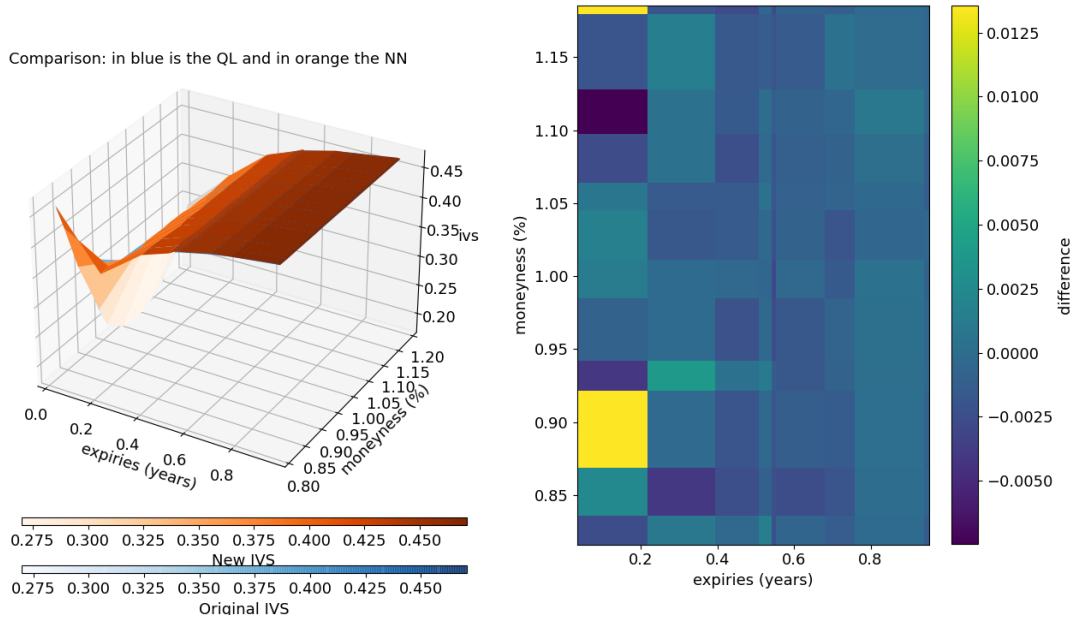 Comparison: in blue is the QL and in orange the NN
0.45
0.40
0.35
ivs
0.30
0.25
0.20
1.20
1.15
1.10
1.05
1.00
0.95
0.90
0.85
0.80
moneyness (%)
0.0
0.2
0.4
0.6
0.8
expiries (years)
0.275 0.300 0.325 0.350 0.375 0.400 0.425 0.450
New IVS
0.275 0.300 0.325 0.350 0.375 0.400 0.425 0.450
Original IVS
1.15
1.10
1.05
1.00
0.95
0.90
0.85
moneyness (%)
0.2 0.4 0.6 0.8
expiries (years)
0.0125
0.0100
0.0075
0.0050
0.0025
0.0000
−0.0025
−0.0050
difference